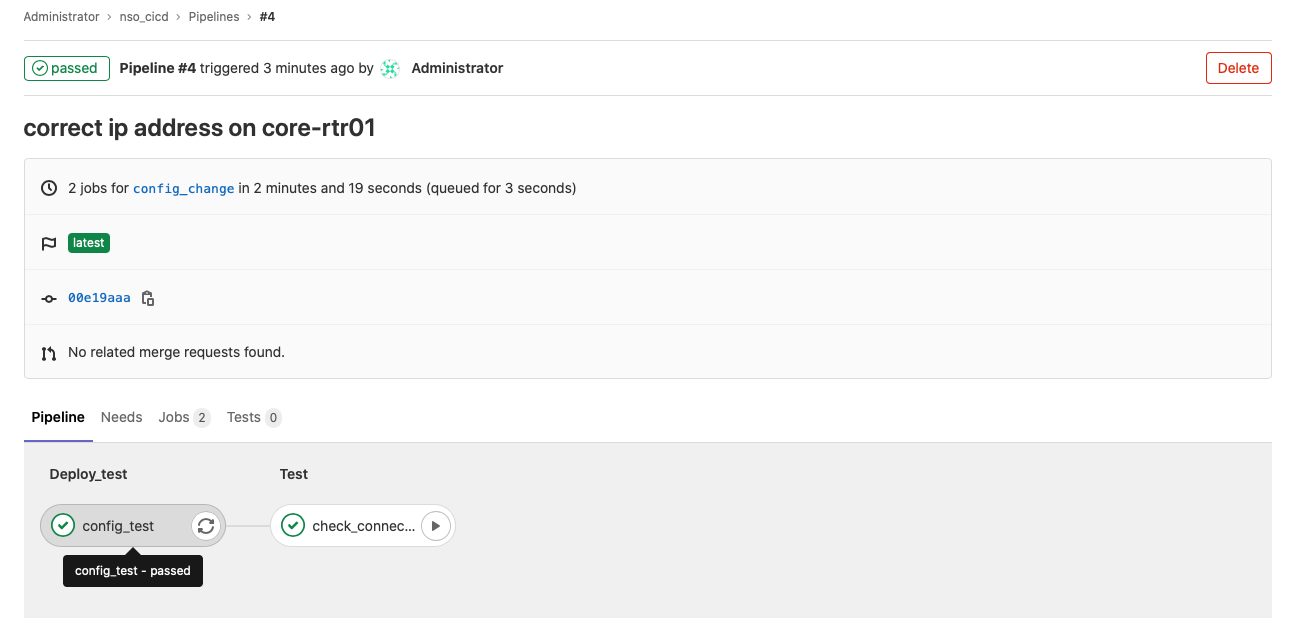 Administrator › nso_cicd › Pipelines › #4
passed Pipeline #4 triggered 3 minutes ago by Administrator Delete
correct ip address on core-rtr01
2 jobs for config_change in 2 minutes and 19 seconds (queued for 3 seconds)
latest
00e19aaa
No related merge requests found.
Pipeline Needs Jobs 2 Tests 0
Deploy_test Test
config_test check_connec...
config_test - passed